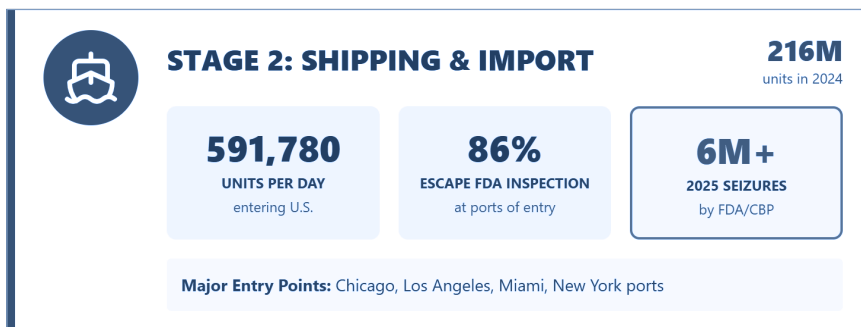 STAGE 2: SHIPPING & IMPORT
216M
units in 2024
591,780
UNITS PER DAY
entering U.S.
86%
ESCAPE FDA INSPECTION
at ports of entry
6M+
2025 SEIZURES
by FDA/CBP
Major Entry Points: Chicago, Los Angeles, Miami, New York ports